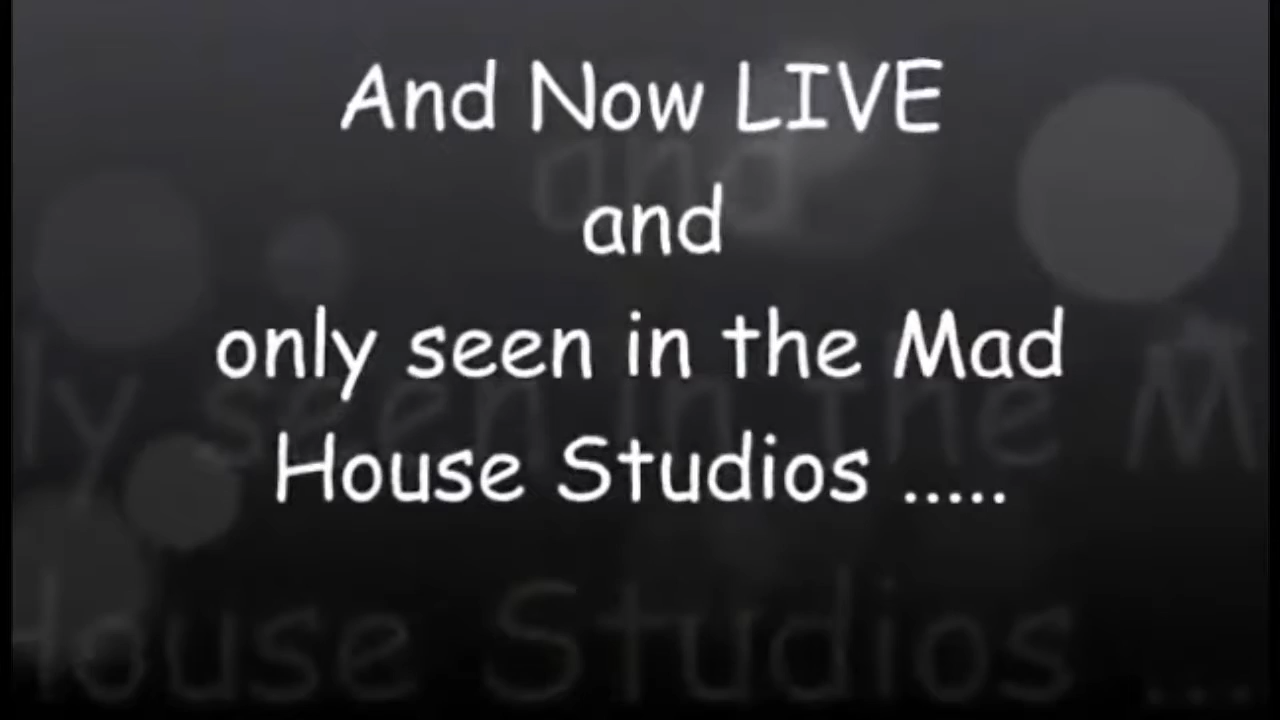 And Now LIVE
and
only seen in the Mad
House Studios .....